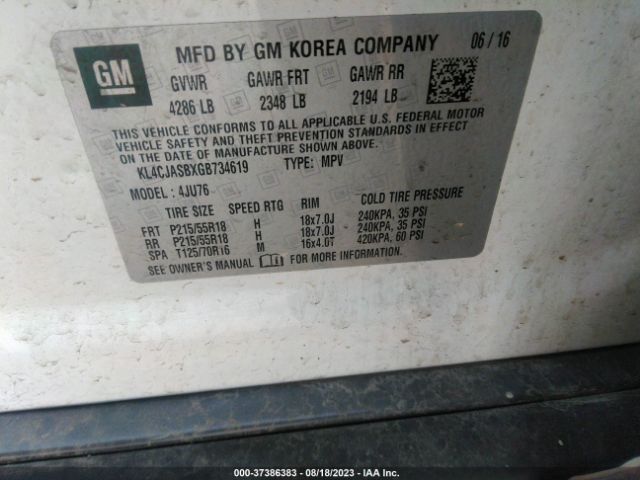 GM
MFD BY GM KOREA COMPANY 06/16
GVWR GAWR FRT GAWR RR
4286 LB 2348 LB 2194 LB
THIS VEHICLE CONFORMS TO ALL APPLICABLE U.S. FEDERAL MOTOR
VEHICLE SAFETY AND THEFT PREVENTION STANDARDS IN EFFECT
ON THE DATE OF MANUFACTURE SHOWN ABOVE.
KL4CJASBXGB734619 TYPE: MPV
MODEL: 4JU76
TIRE SIZE SPEED RTG RIM COLD TIRE PRESSURE
FRT P215/55R18 H 18x7.0J 240KPA, 35 PSI
RR P215/55R18 H 18x7.0J 240KPA, 35 PSI
SPA T125/70R16 M 16x4.0T 420KPA, 60 PSI
SEE OWNER'S MANUAL FOR MORE INFORMATION.
000-37386383 - 08/18/2023 - IAA Inc.